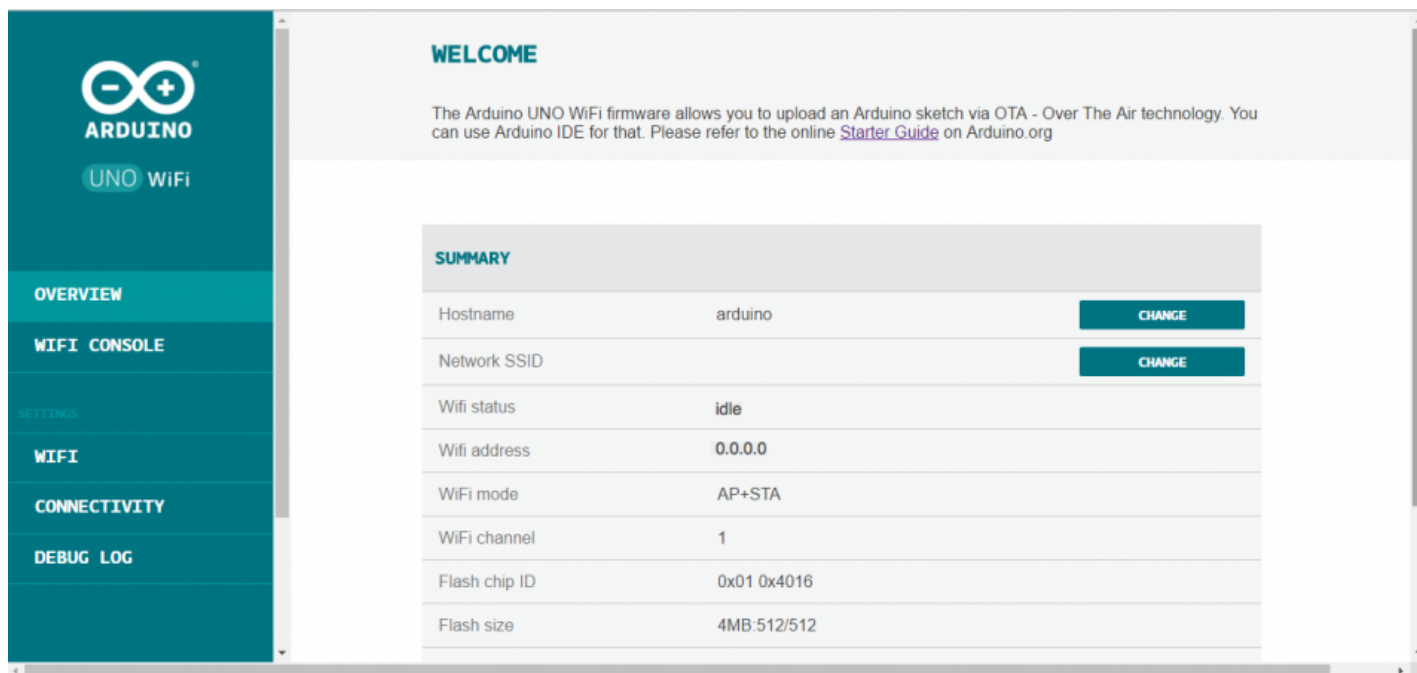 ARDUINO
UNO WiFi
OVERVIEW
WIFI CONSOLE
SETTINGS
WIFI
CONNECTIVITY
DEBUG LOG
WELCOME
The Arduino UNO WiFi firmware allows you to upload an Arduino sketch via OTA - Over The Air technology. You
can use Arduino IDE for that. Please refer to the online Starter Guide on Arduino.org
SUMMARY
Hostname arduino CHANGE
Network SSID CHANGE
Wifi status idle
Wifi address 0.0.0.0
WiFi mode AP+STA
WiFi channel 1
Flash chip ID 0x01 0x4016
Flash size 4MB:512/512